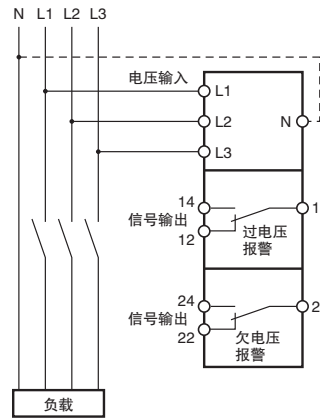 N L1 L2 L3
电压输入
L1
L2
N
L3
14
1
信号输出
12
过电压
报警
24
2
信号输出
22
欠电压
报警
负载